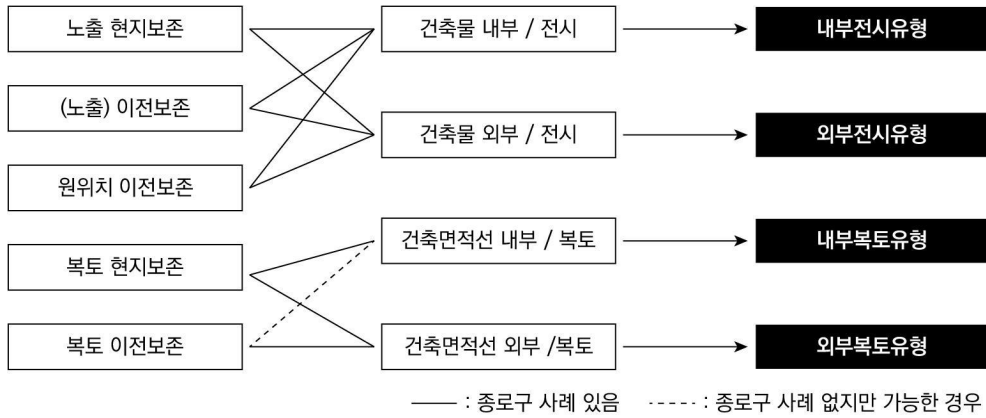 노출 현지보존
(노출) 이전보존
원위치 이전보존
복토 현지보존
복토 이전보존
건축물 내부 / 전시
건축물 외부 / 전시
건축면적선 내부 / 복토
건축면적선 외부 /복토
내부전시유형
외부전시유형
내부복토유형
외부복토유형
: 종로구 사례 있음
: 종로구 사례 없지만 가능한 경우